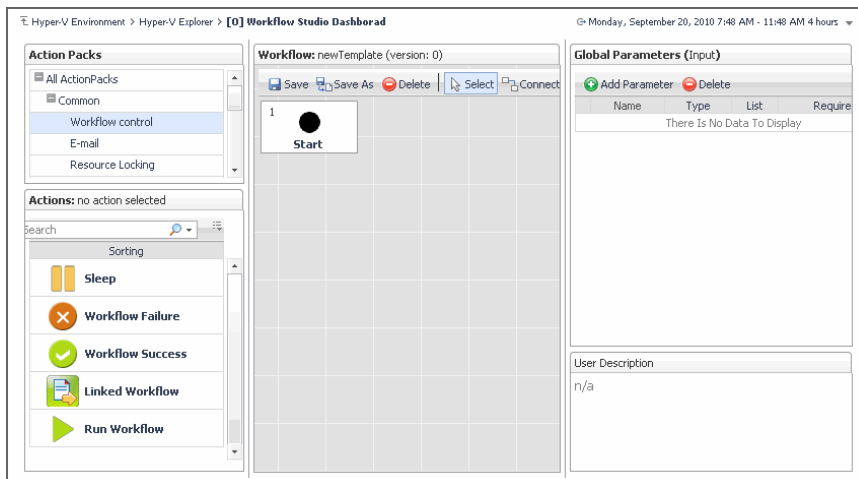 Hyper-V Environment > Hyper-V Explorer > [0] Workflow Studio Dashborad
Monday, September 20, 2010 7:48 AM - 11:48 AM 4 hours
Action Packs
All ActionPacks
Common
Workflow control
E-mail
Resource Locking
Actions: no action selected
Search
Sorting
Sleep
Workflow Failure
Workflow Success
Linked Workflow
Run Workflow
Workflow: newTemplate (version: 0)
Save Save As Delete Select Connect
1
Start
Global Parameters (Input)
Add Parameter Delete
Name Type List Require
There Is No Data To Display
User Description
n/a